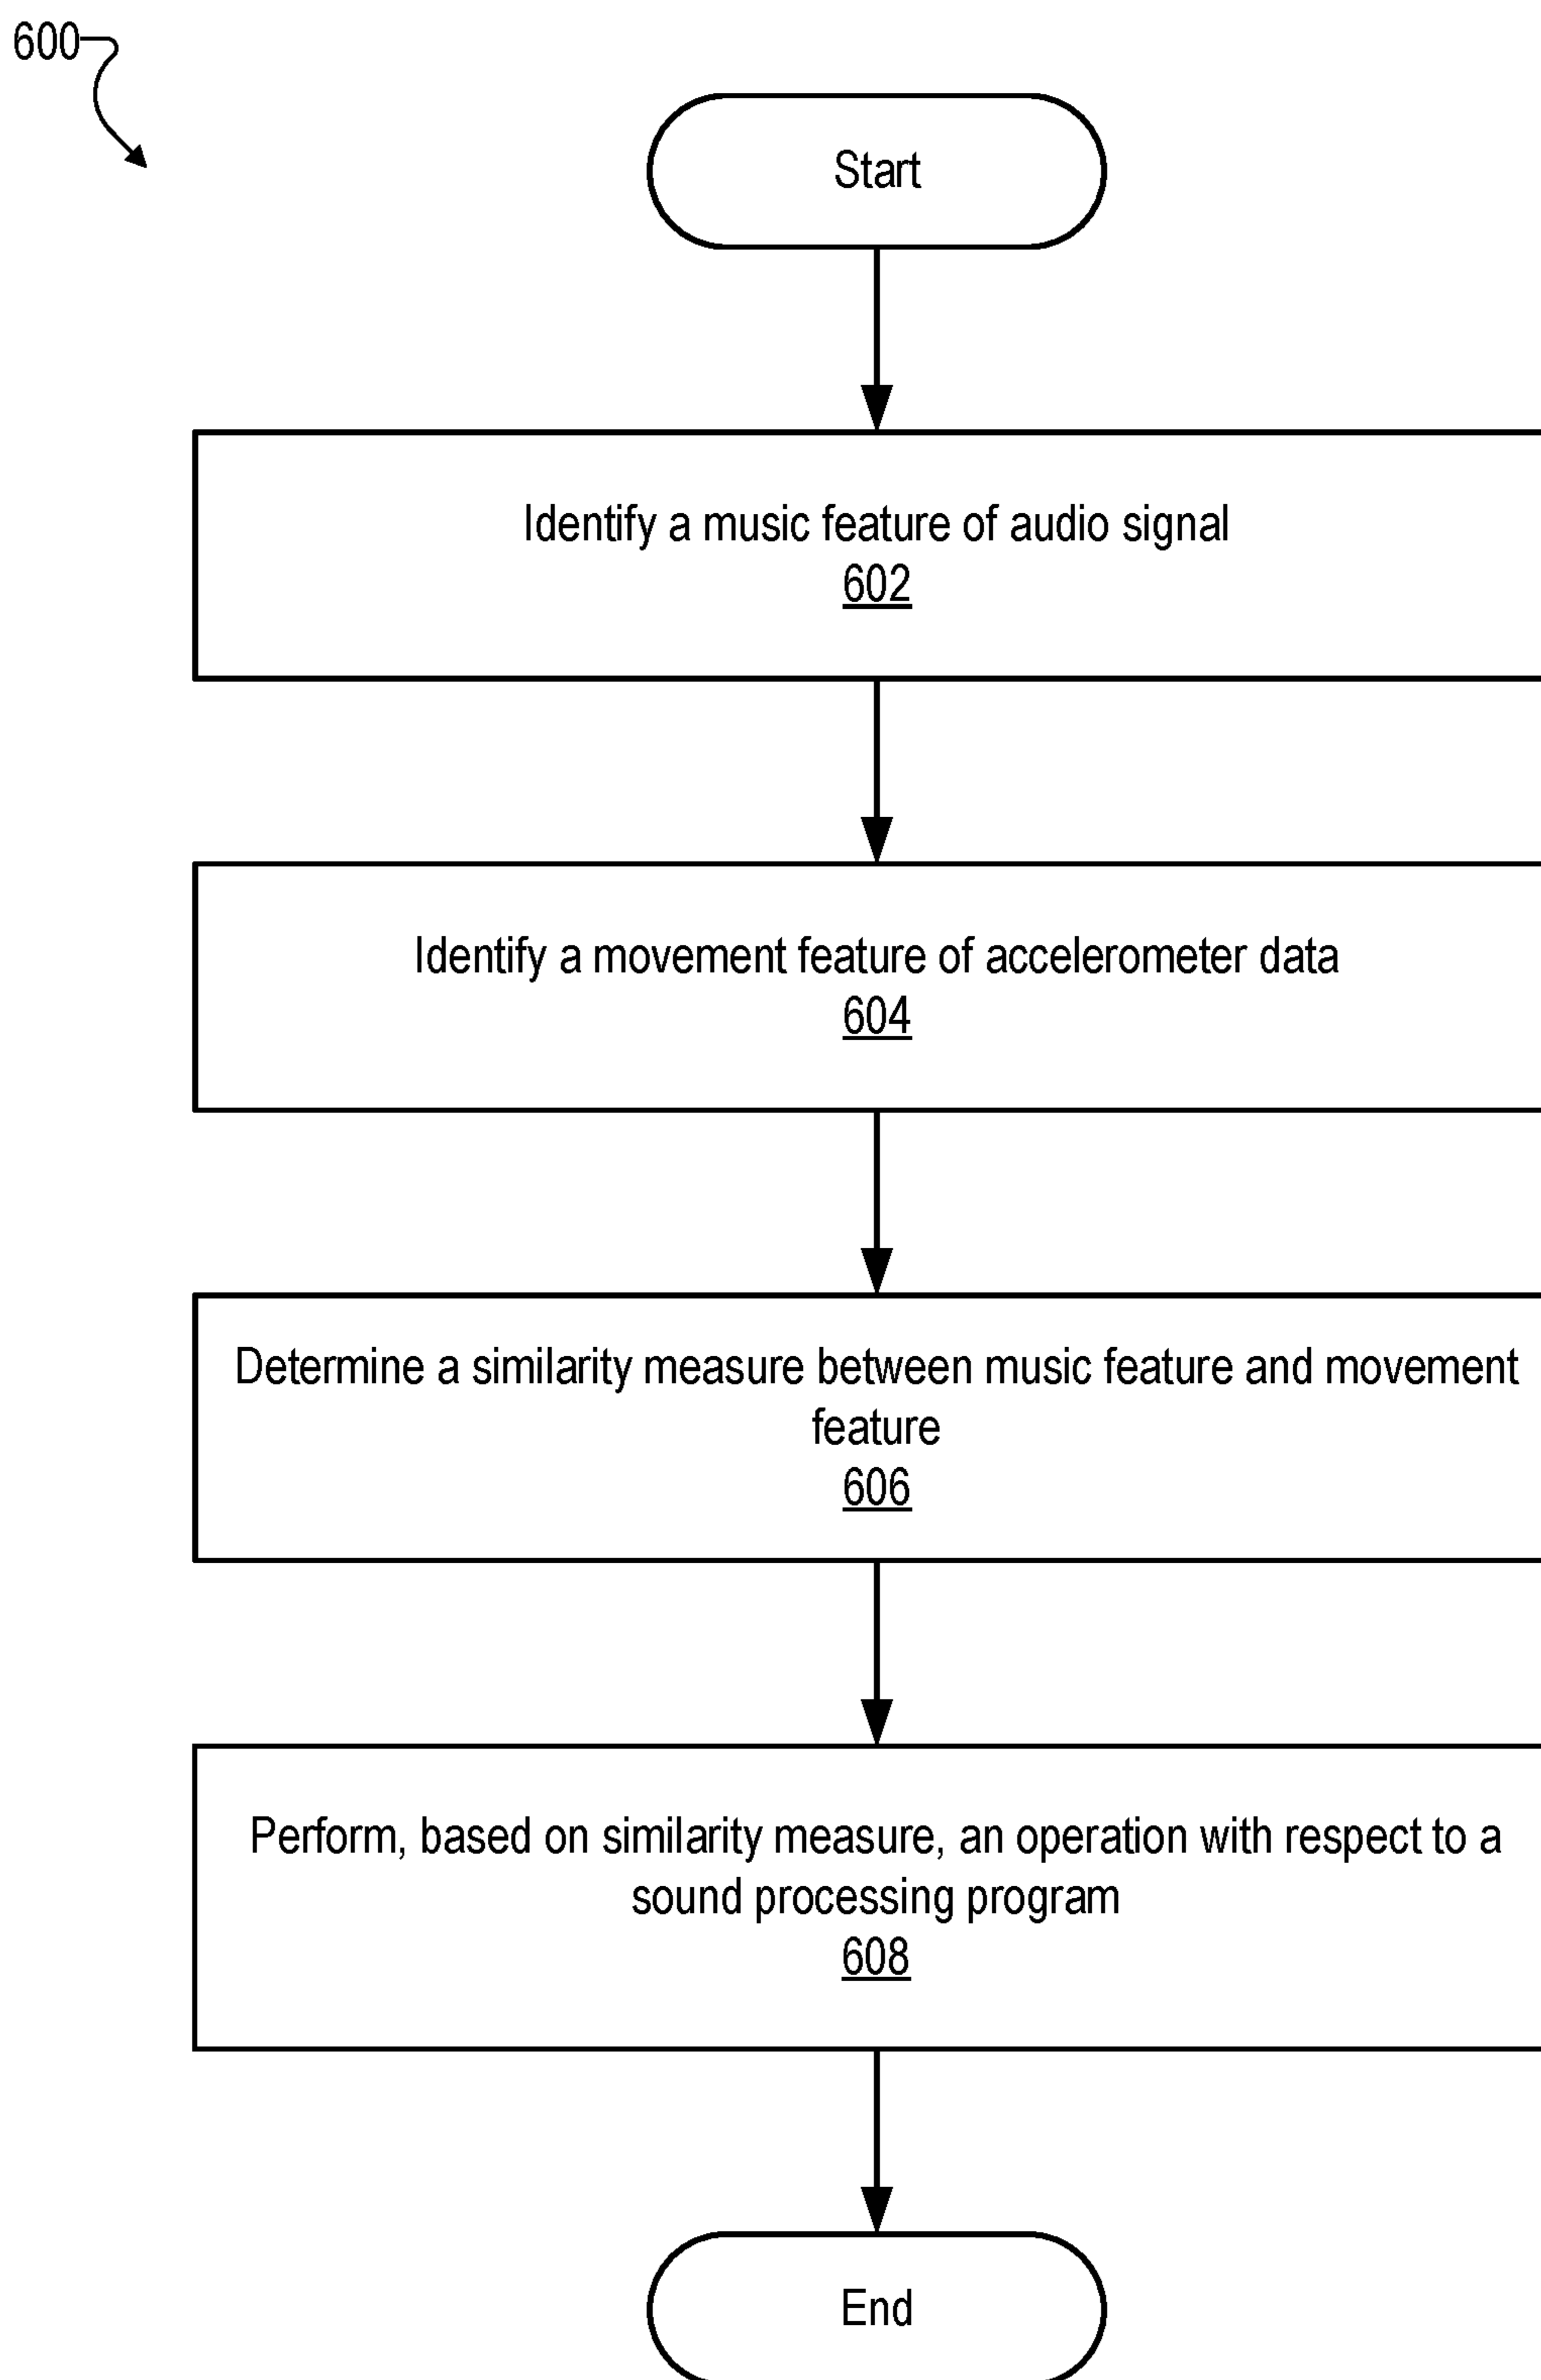 600
Start
Identify a music feature of audio signal
602
Identify a movement feature of accelerometer data
604
Determine a similarity measure between music feature and movement
feature
606
Perform, based on similarity measure, an operation with respect to a
sound processing program
608
End